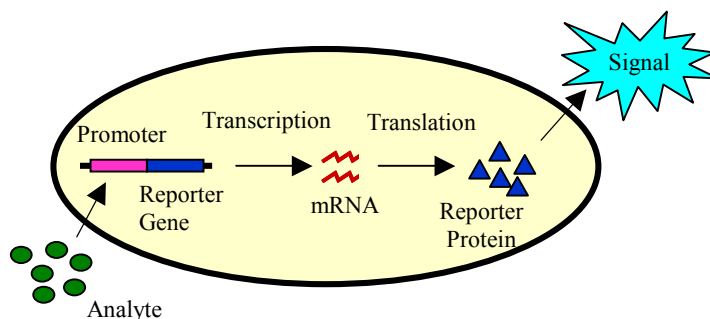 Signal
Transcription
Translation
Promoter
Reporter
Gene
mRNA
Reporter
Protein
Analyte